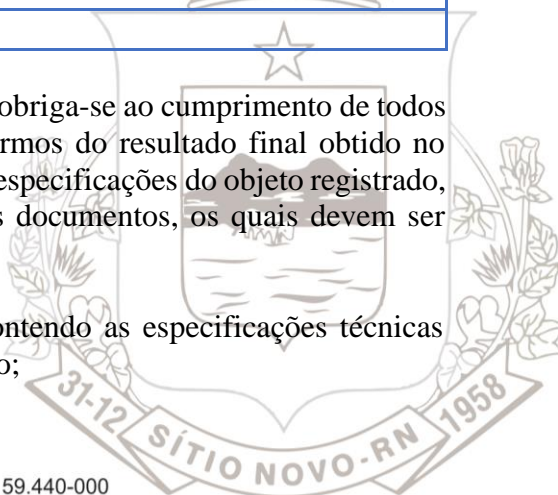 obriga-se ao cumprimento de todos
rmos do resultado final obtido no
especificações do objeto registrado,
s documentos, os quais devem ser
ontendo as especificações técnicas
o;
31-12 SÍTIO NOVO-RN 1958
59.440-000